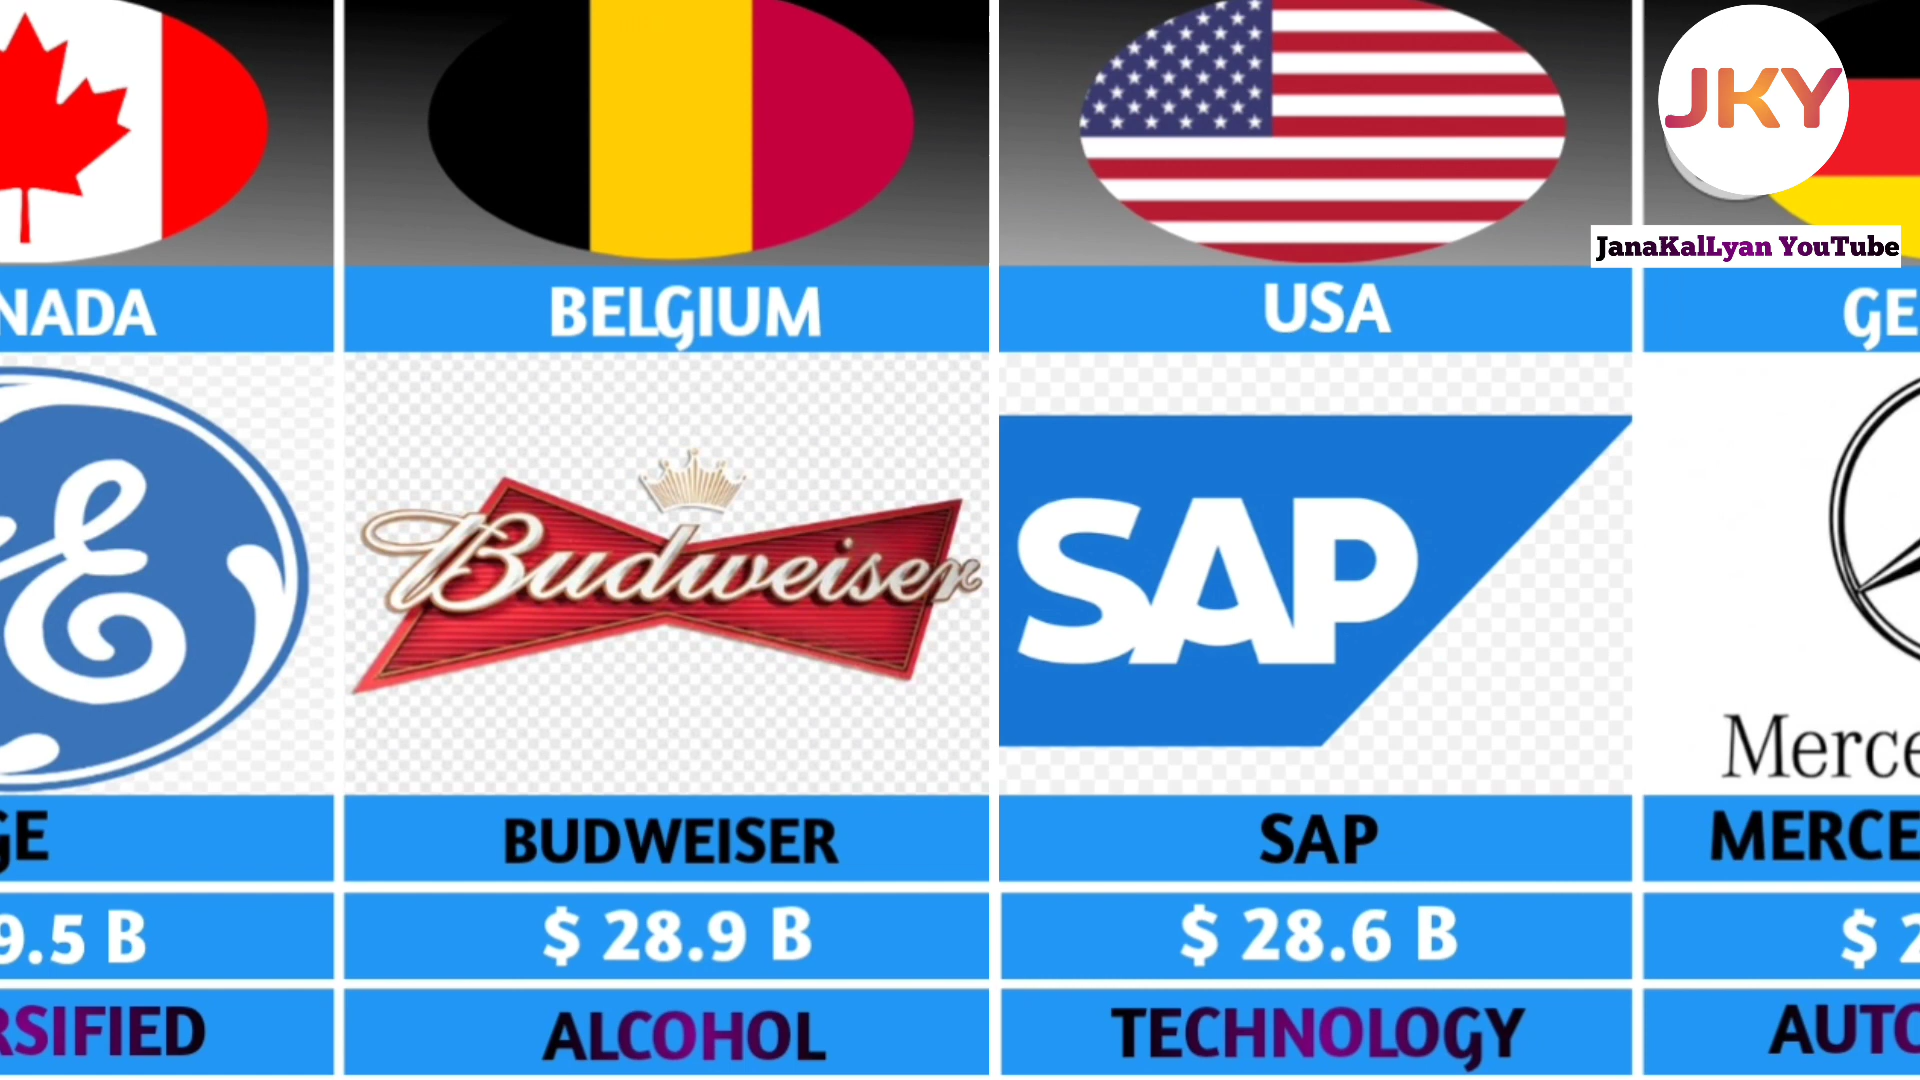 JKY
JanaKalLyan YouTube
NADA
BELGIUM
USA
GE
Budweiser
SAP
Merce
GE
BUDWEISER
SAP
MERCE
9.5 B
$ 28.9 B
$ 28.6 B
$ 2
RSIFIED
ALCOHOL
TECHNOLOGY
AUTO